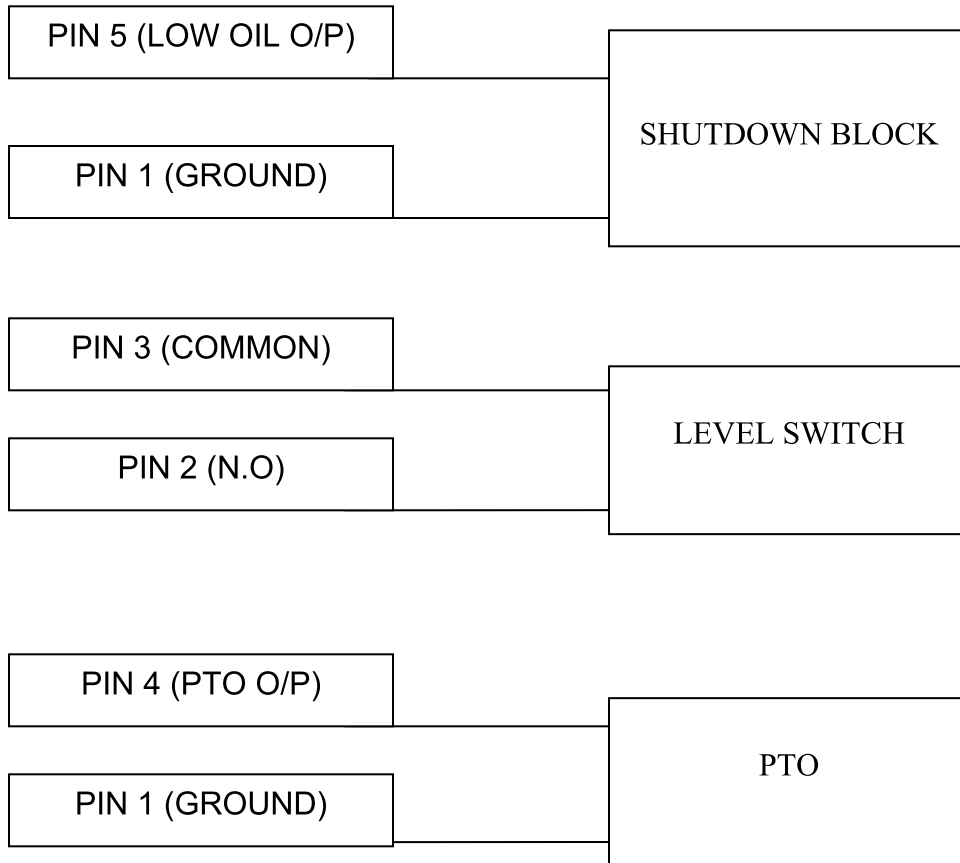 PIN 5 (LOW OIL O/P)
SHUTDOWN BLOCK
PIN 1 (GROUND)
PIN 3 (COMMON)
LEVEL SWITCH
PIN 2 (N.O)
PIN 4 (PTO O/P)
PTO
PIN 1 (GROUND)